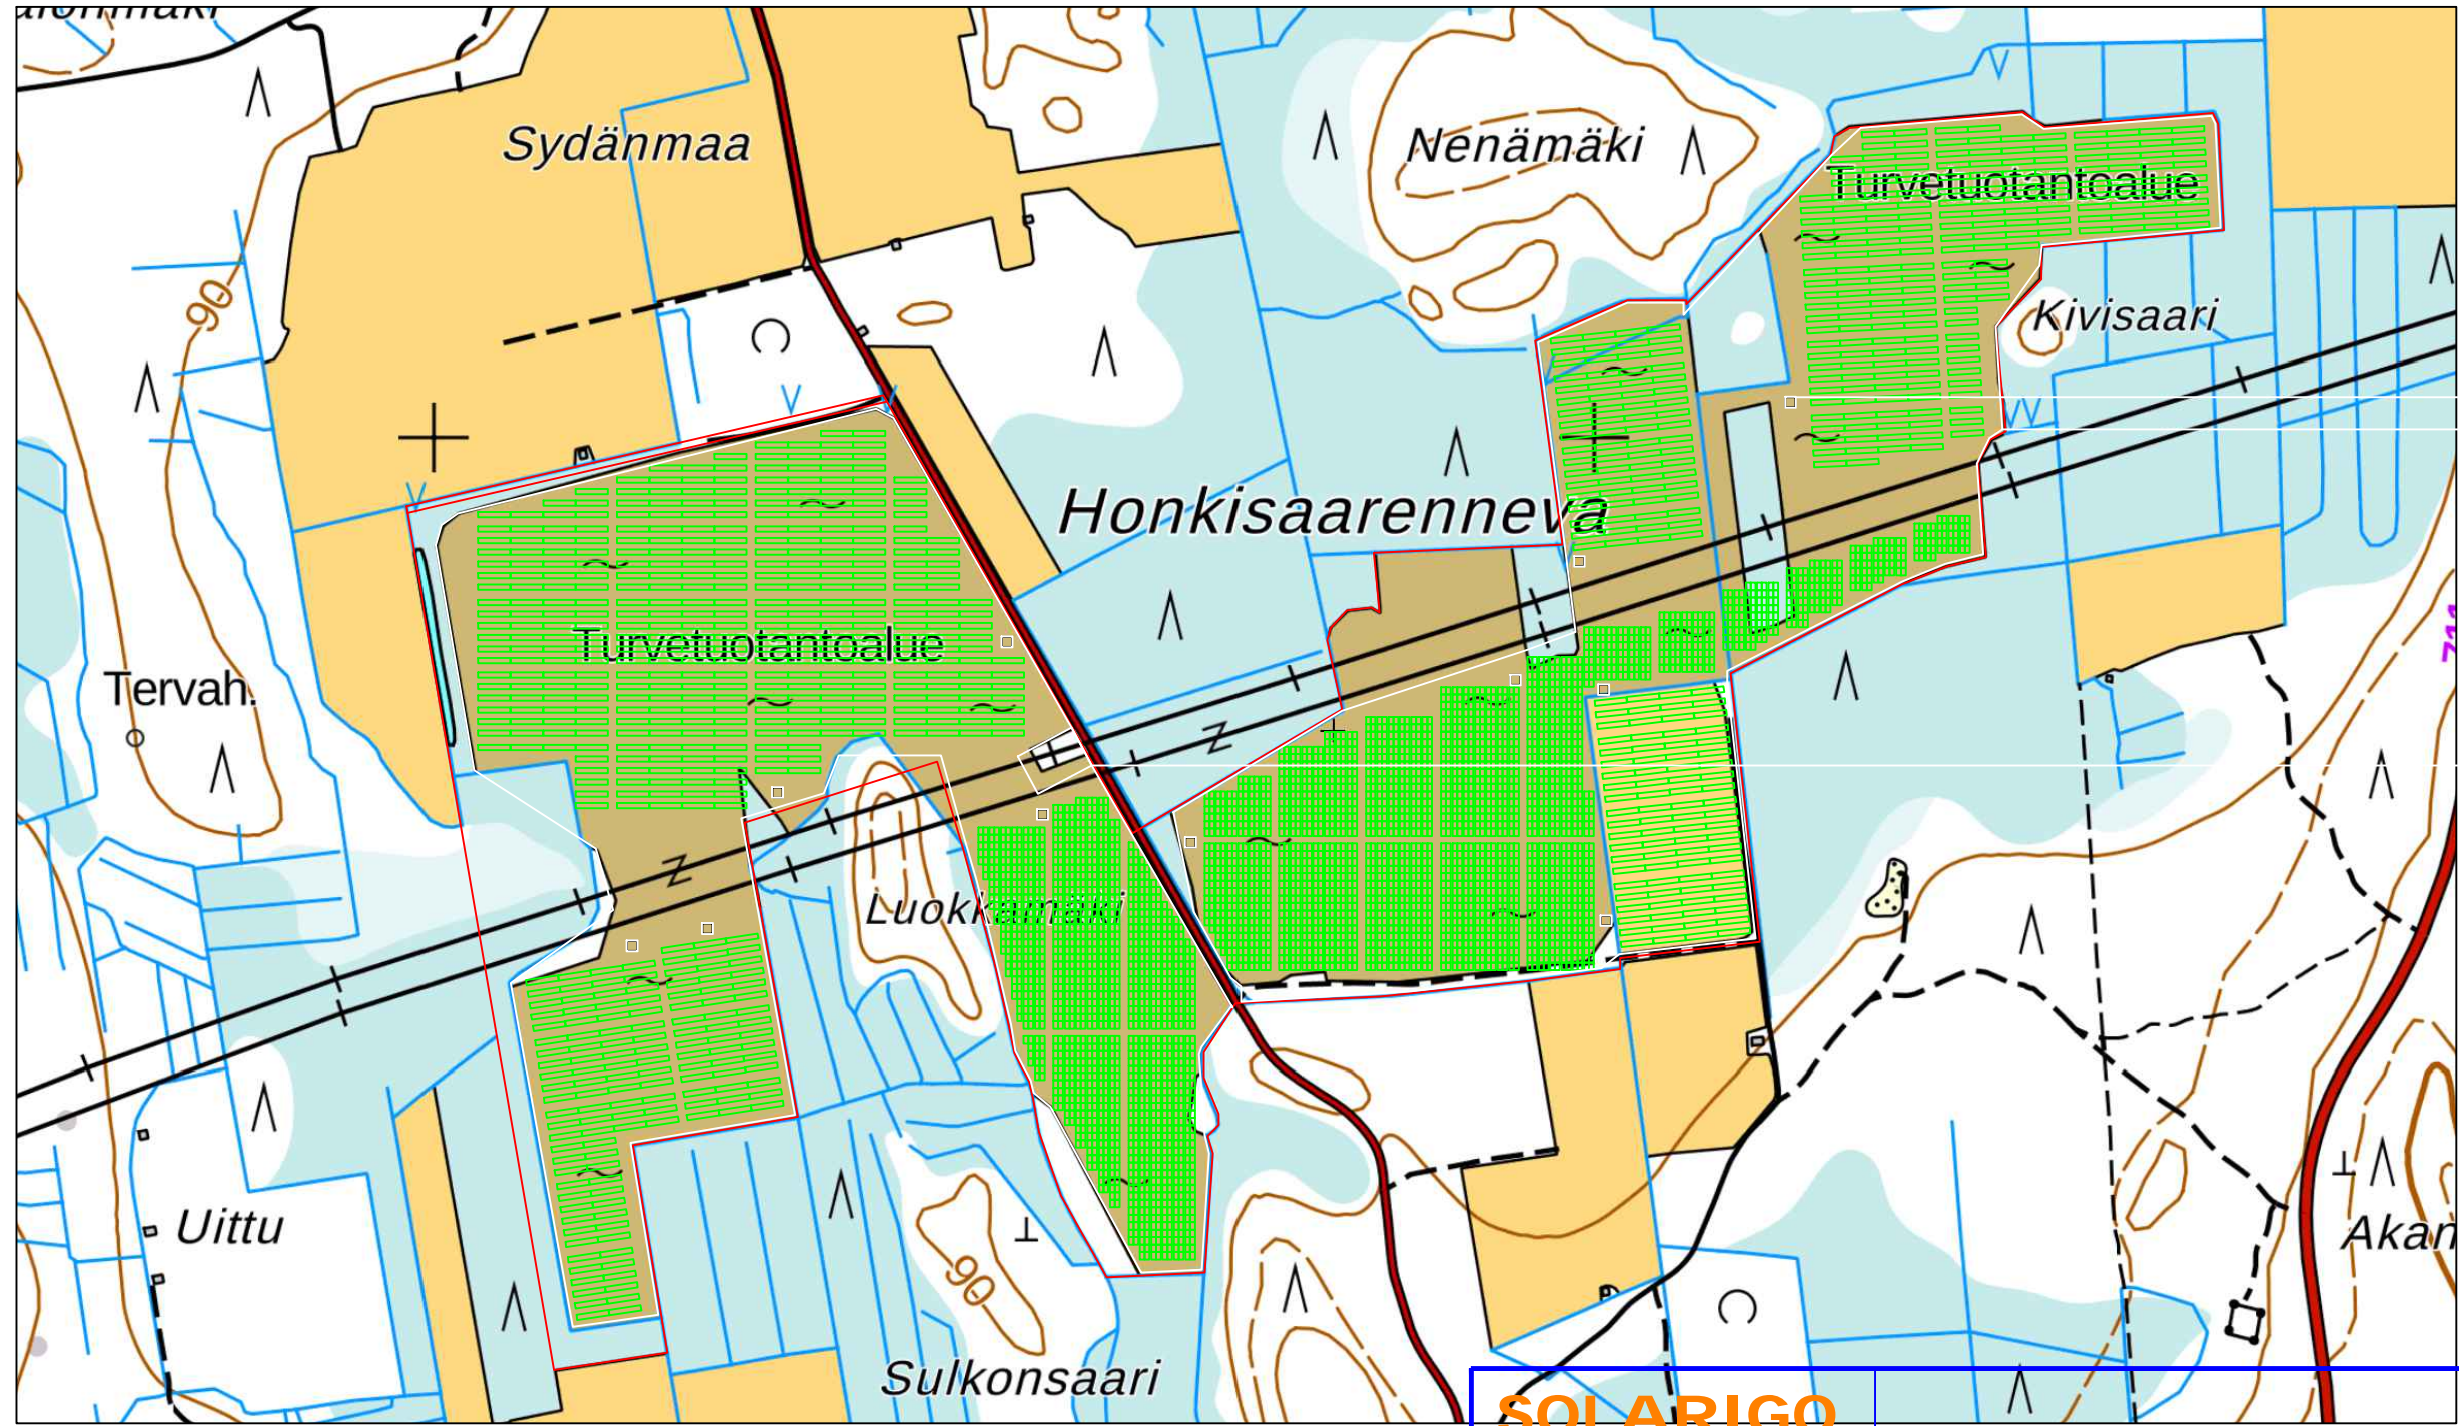 Sydänmaa
Nenämäki
Turvetuotantoalue
90
Kivisaari
Honkisaarenneva
Turvetuotantoalue
Tervah.
Luokkamäki
Uittu
Akan
90
Sulkonsaari
SOLARIGO